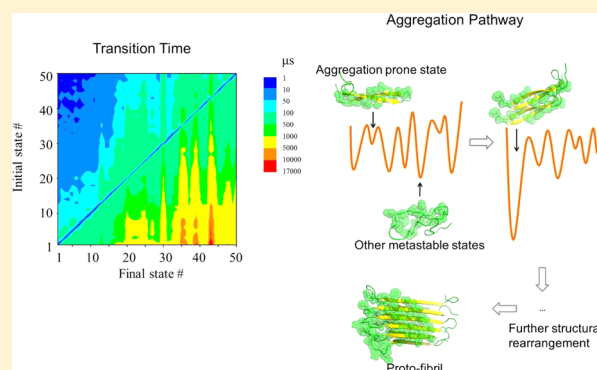 Aggregation Pathway
Transition Time
μs
1
10
50
100
500
1000
5000
10000
17000
50
40
30
20
10
1
Initial state #
1
10
20
30
40
50
Final state #
Aggregation prone state
Other metastable states
...
Further structural
rearrangement
Proto-fibril